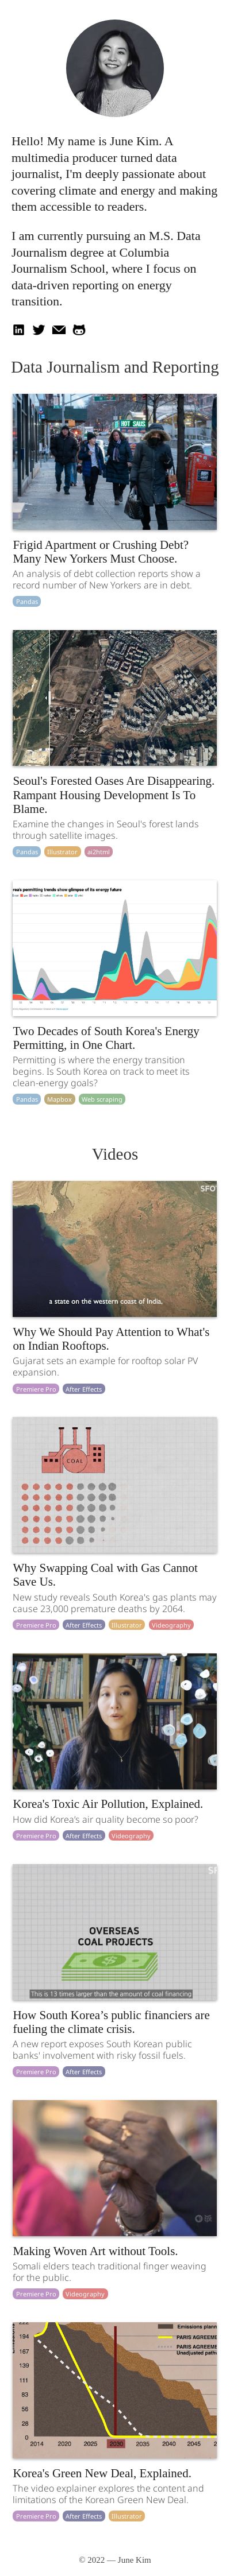 Hello! My name is June Kim. A
multimedia producer turned data
journalist, I'm deeply passionate about
covering climate and energy and making
them accessible to readers.
I am currently pursuing an M.S. Data
Journalism degree at Columbia
Journalism School, where I focus on
data-driven reporting on energy
transition.
in
Data Journalism and Reporting
HOT SAUS
Frigid Apartment or Crushing Debt?
Many New Yorkers Must Choose.
An analysis of debt collection reports show a
record number of New Yorkers are in debt.
Pandas
Seoul's Forested Oases Are Disappearing.
Rampant Housing Development Is To
Blame.
Examine the changes in Seoul's forest lands
through satellite images.
Pandas Illustrator ai2html
permitting trends show glimpse of its energy future
Two Decades of South Korea's Energy
Permitting, in One Chart.
Permitting is where the energy transition
begins. Is South Korea on track to meet its
clean-energy goals?
Pandas Mapbox Web scraping
Videos
SFO
a state on the western coast of India,
Why We Should Pay Attention to What's
on Indian Rooftops.
Gujarat sets an example for rooftop solar PV
expansion.
Premiere Pro After Effects
COAL
Why Swapping Coal with Gas Cannot
Save Us.
New study reveals South Korea's gas plants may
cause 23,000 premature deaths by 2064.
Premiere Pro After Effects Illustrator Videography
Korea's Toxic Air Pollution, Explained.
How did Korea's air quality become so poor?
Premiere Pro After Effects Videography
OVERSEAS
COAL PROJECTS
This is 13 times larger than the amount of coal financing
How South Korea’s public financiers are
fueling the climate crisis.
A new report exposes South Korean public
banks' involvement with risky fossil fuels.
Premiere Pro After Effects
Making Woven Art without Tools.
Somali elders teach traditional finger weaving
for the public.
Premiere Pro Videography
222
194
167
139
111
83
56
28
0
2014 2020 2025 2030 2035 2040
Emissions plann
PARIS AGREEME
PARIS AGREEME
Unadjusted path
Korea's Green New Deal, Explained.
The video explainer explores the content and
limitations of the Korean Green New Deal.
Premiere Pro After Effects Illustrator
© 2022 — June Kim